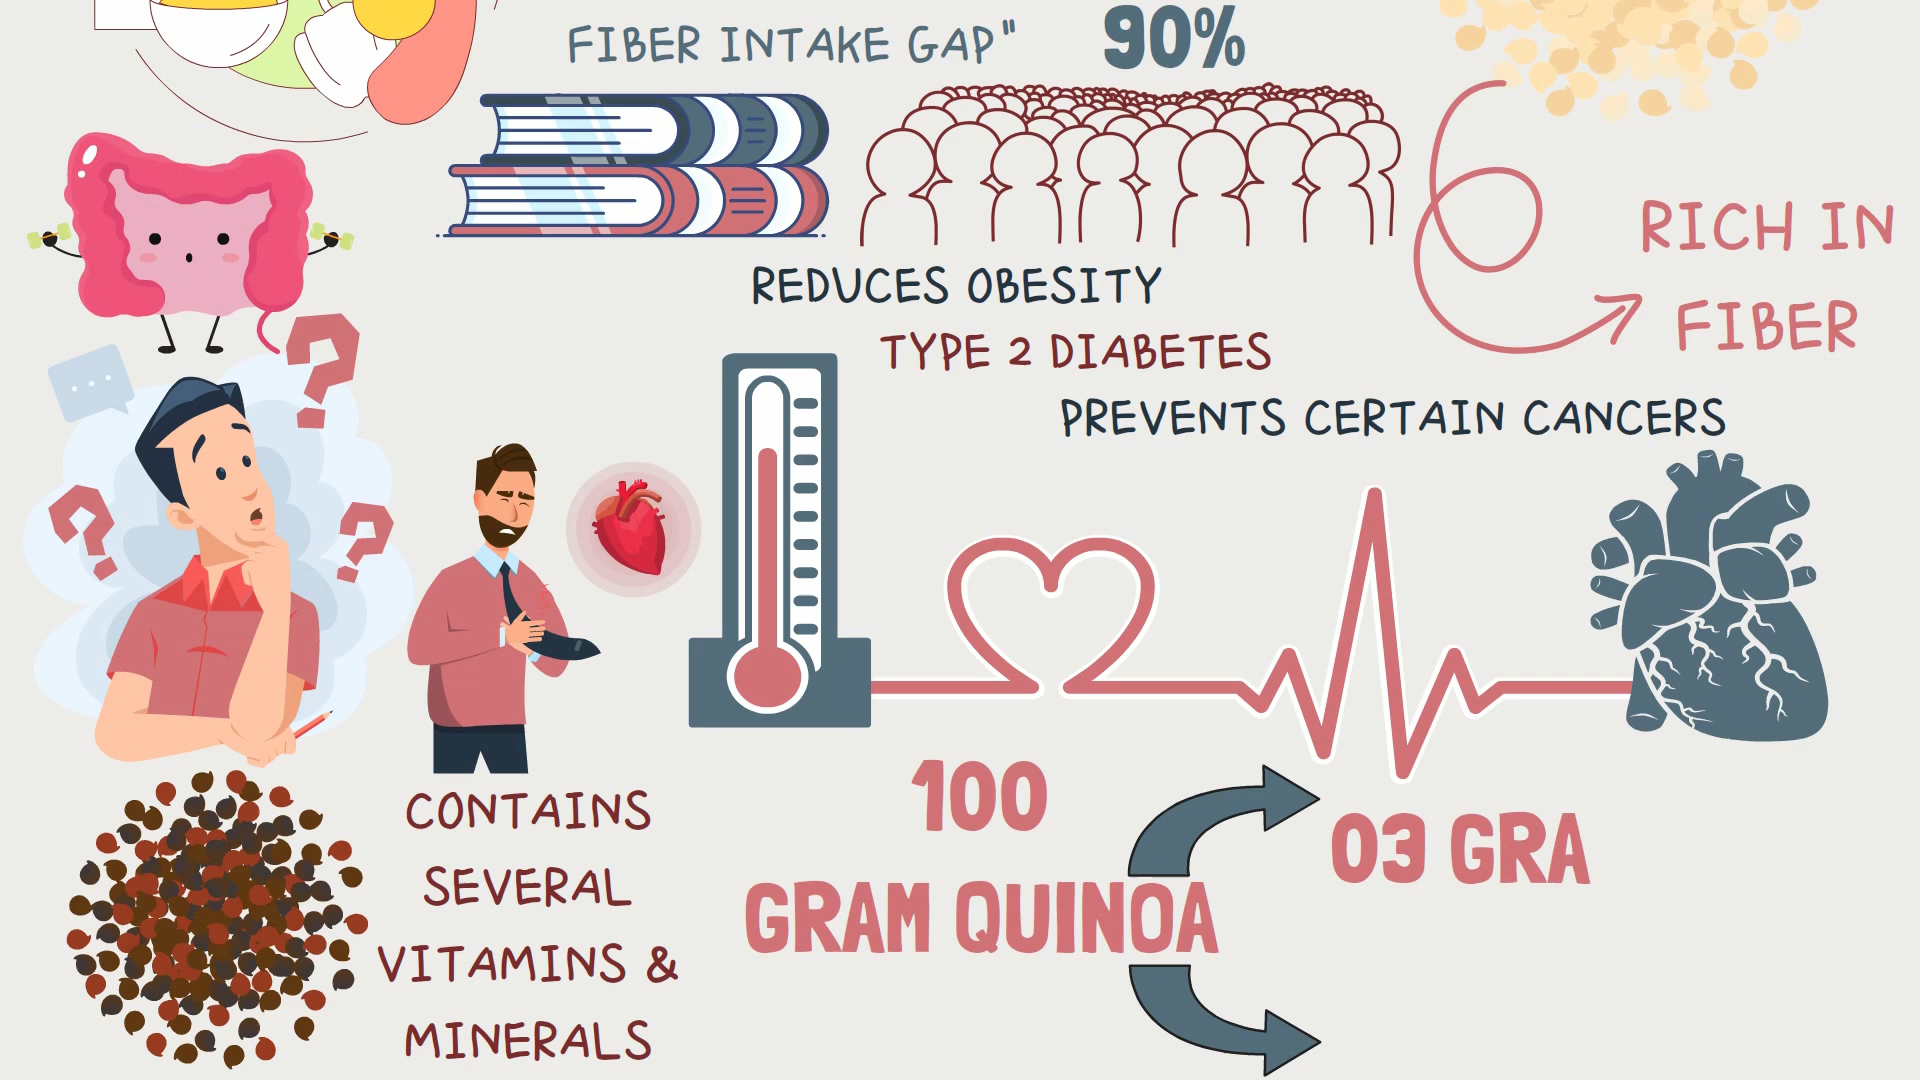 FIBER INTAKE GAP"
90%
RICH IN
FIBER
REDUCES OBESITY
TYPE 2 DIABETES
PREVENTS CERTAIN CANCERS
CONTAINS
SEVERAL
VITAMINS &
MINERALS
100
GRAM QUINOA
03 GRA